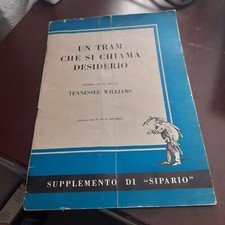 UN TRAM
CHE SI CHIAMA
DESIDERIO
TENNESSEE WILLIAMS
SUPPLEMENTO DI "SIPARIO"